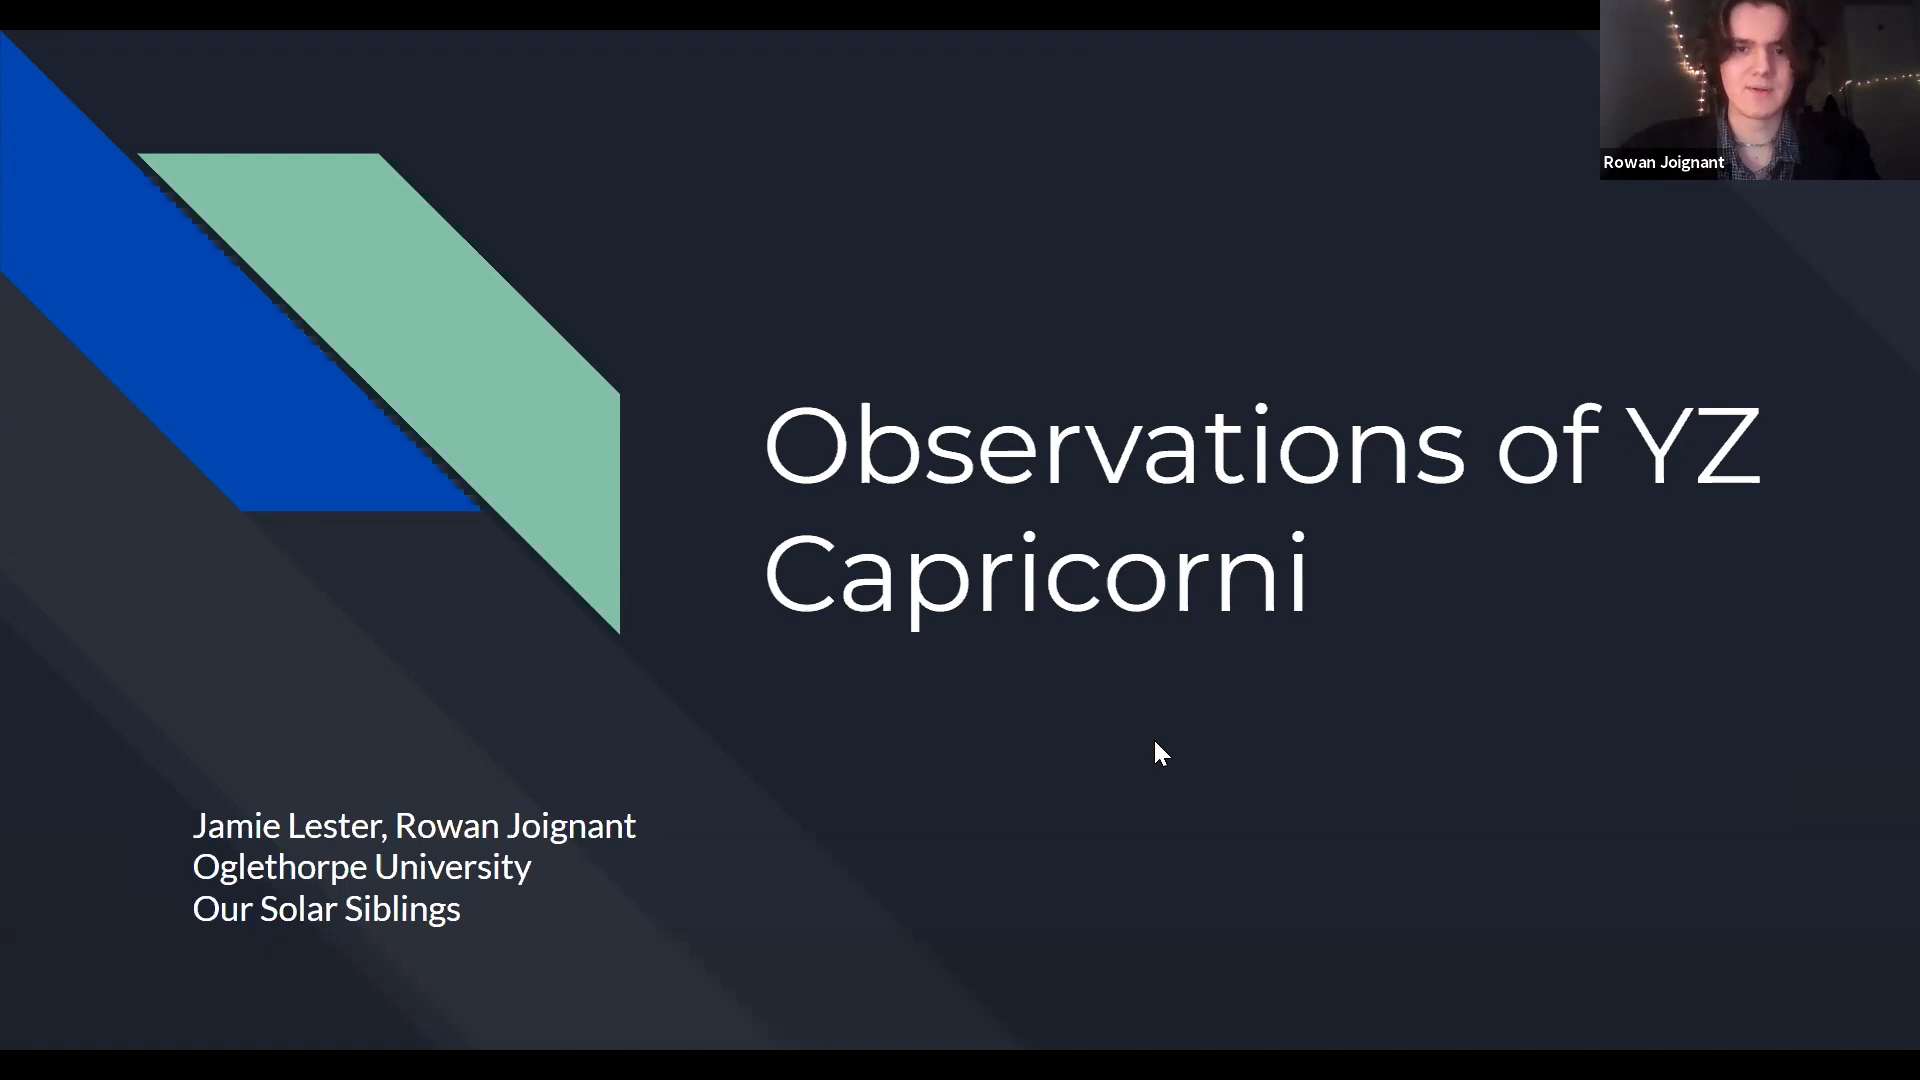 Rowan Joignant
Observations of YZ
Capricorni
Jamie Lester, Rowan Joignant
Oglethorpe University
Our Solar Siblings